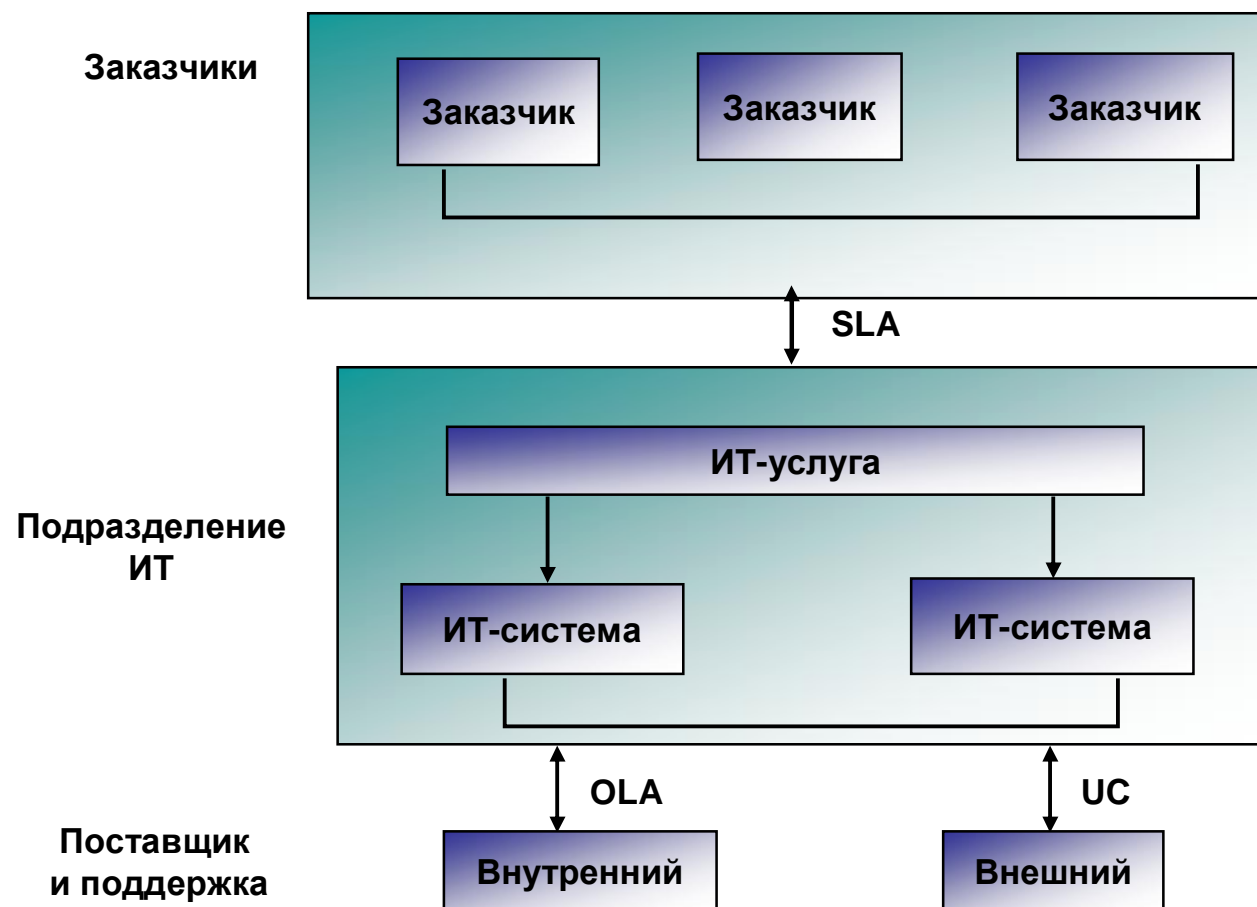 Заказчики
Заказчик
Заказчик
Заказчик
SLA
ИТ-услуга
Подразделение
ИТ
ИТ-система
ИТ-система
OLA
UC
Поставщик
и поддержка
Внутренний
Внешний